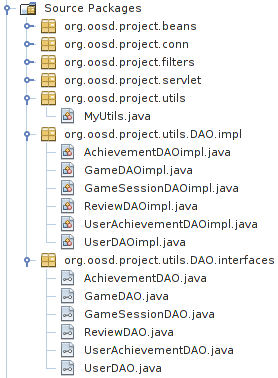 Source Packages
org.oosd.project.beans
org.oosd.project.conn
org.oosd.project.filters
org.oosd.project.servlet
org.oosd.project.utils
MyUtils.java
org.oosd.project.utils.DAO.impl
AchievementDAOimpl.java
GameDAOimpl.java
GameSessionDAOimpl.java
ReviewDAOimpl.java
UserAchievementDAOimpl.java
UserDAOimpl.java
org.oosd.project.utils.DAO.interfaces
AchievementDAO.java
GameDAO.java
GameSessionDAO.java
ReviewDAO.java
UserAchievementDAO.java
UserDAO.java